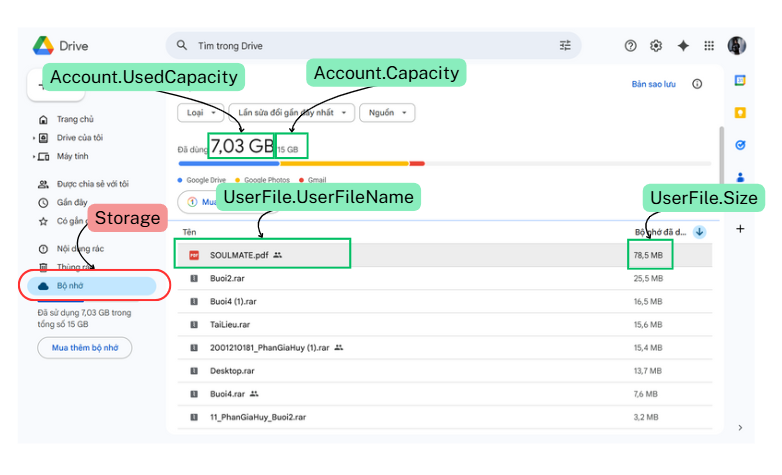 Drive
Tìm trong Drive
Account.UsedCapacity
Account.Capacity
Bản sao lưu
Loại
Lần sửa đổi gần đây nhất
Nguồn
Trang chủ
Drive của tôi
Máy tính
Đã dùng 7,03 GB 15 GB
Google Drive
Google Photos
Gmail
Được chia sẻ với tôi
Gần đây
Có gắn
UserFile.UserFileName
UserFile.Size
Storage
Tên
Bộ nhớ đã d...
Nội dung rác
Thùng rác
Bộ nhớ
PDF
SOULMATE.pdf
78,5 MB
Buoi2.rar
25,5 MB
Buoi4 (1).rar
16,5 MB
Đã sử dụng 7,03 GB trong
tổng số 15 GB
Mua thêm bộ nhớ
TaiLieu.rar
15,6 MB
2001210181_PhanGiaHuy (1).rar
15,4 MB
Desktop.rar
13,7 MB
Buoi4.rar
7,6 MB
11_PhanGiaHuy_Buoi2.rar
3,2 MB